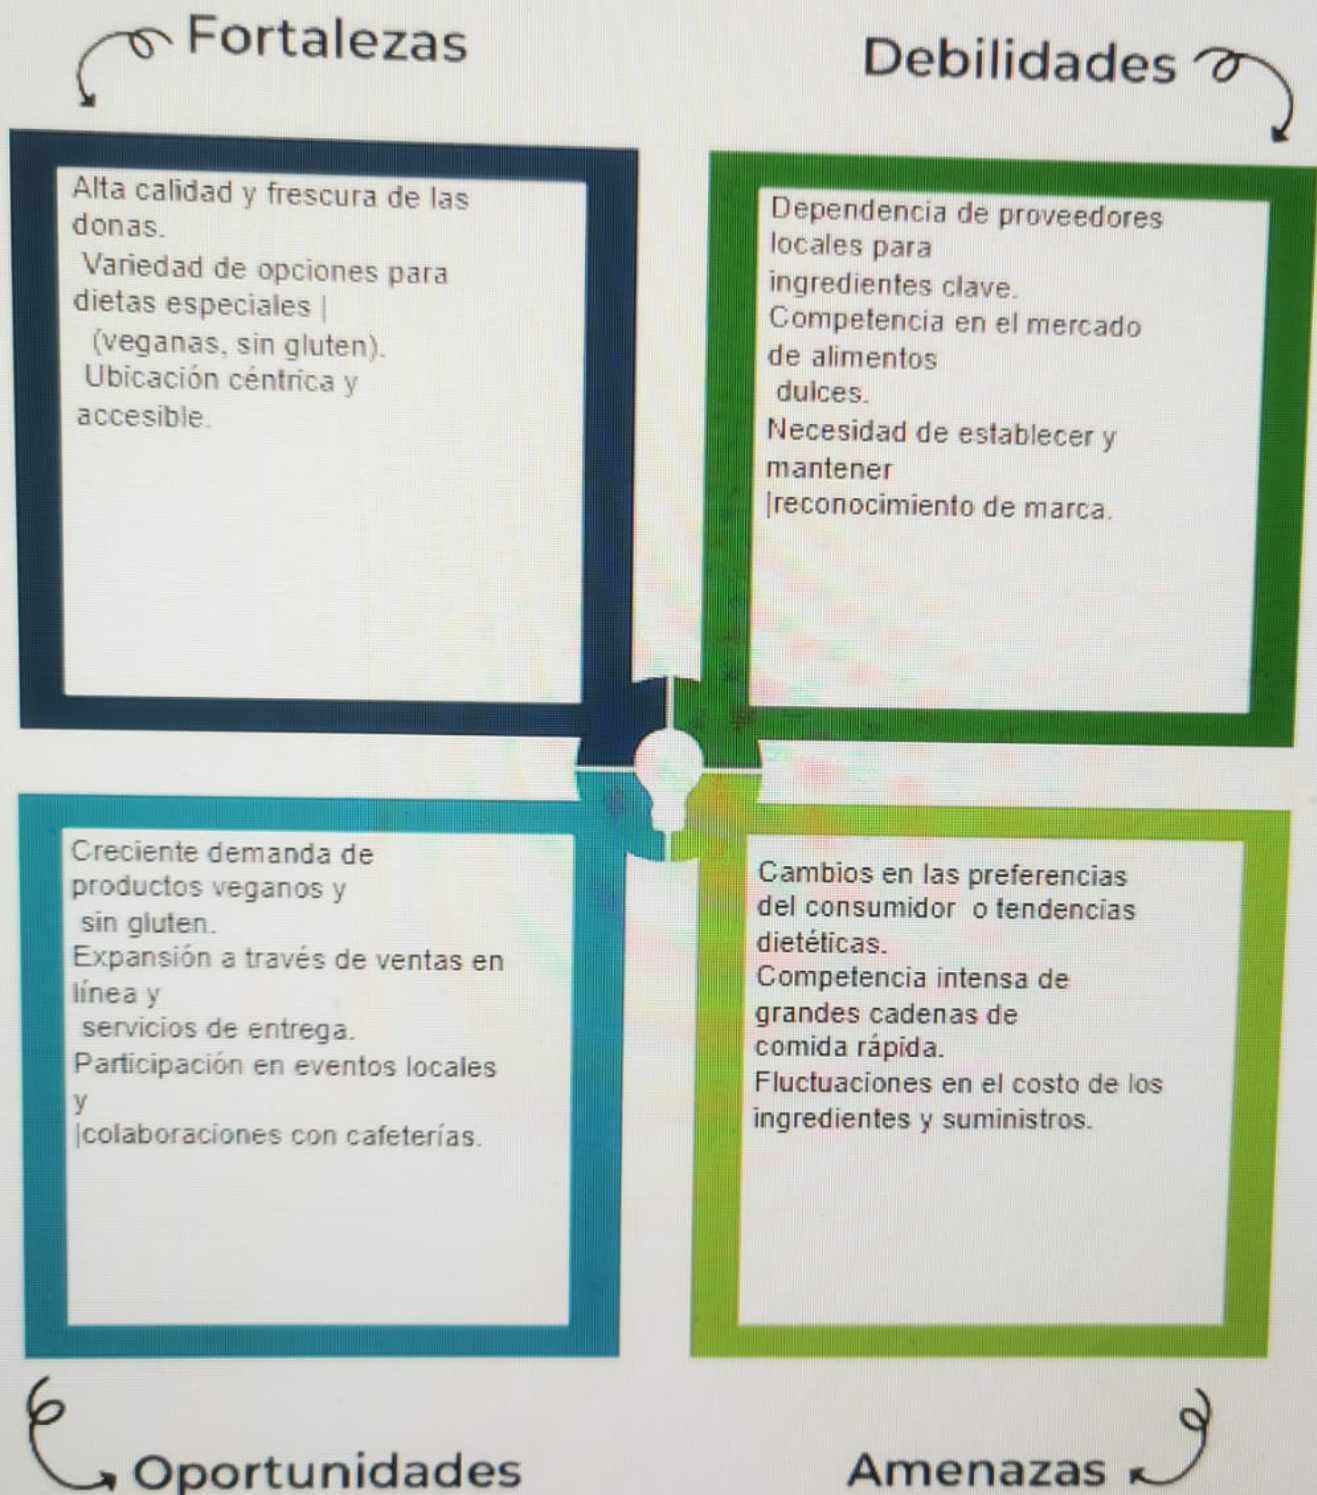 Fortalezas
Alta calidad y frescura de las
donas.
Variedad de opciones para
dietas especiales |
(veganas, sin gluten).
Ubicación céntrica y
accesible.
Debilidades
Dependencia de proveedores
locales para
ingredientes clave.
Competencia en el mercado
de alimentos
dulces.
Necesidad de establecer y
mantener
|reconocimiento de marca.
Creciente demanda de
productos veganos y
sin gluten.
Expansión a través de ventas en
línea y
servicios de entrega.
Participación en eventos locales
y
|colaboraciones con cafeterías.
Oportunidades
Cambios en las preferencias
del consumidor o tendencias
dietéticas.
Competencia intensa de
grandes cadenas de
comida rápida.
Fluctuaciones en el costo de los
ingredientes y suministros.
Amenazas